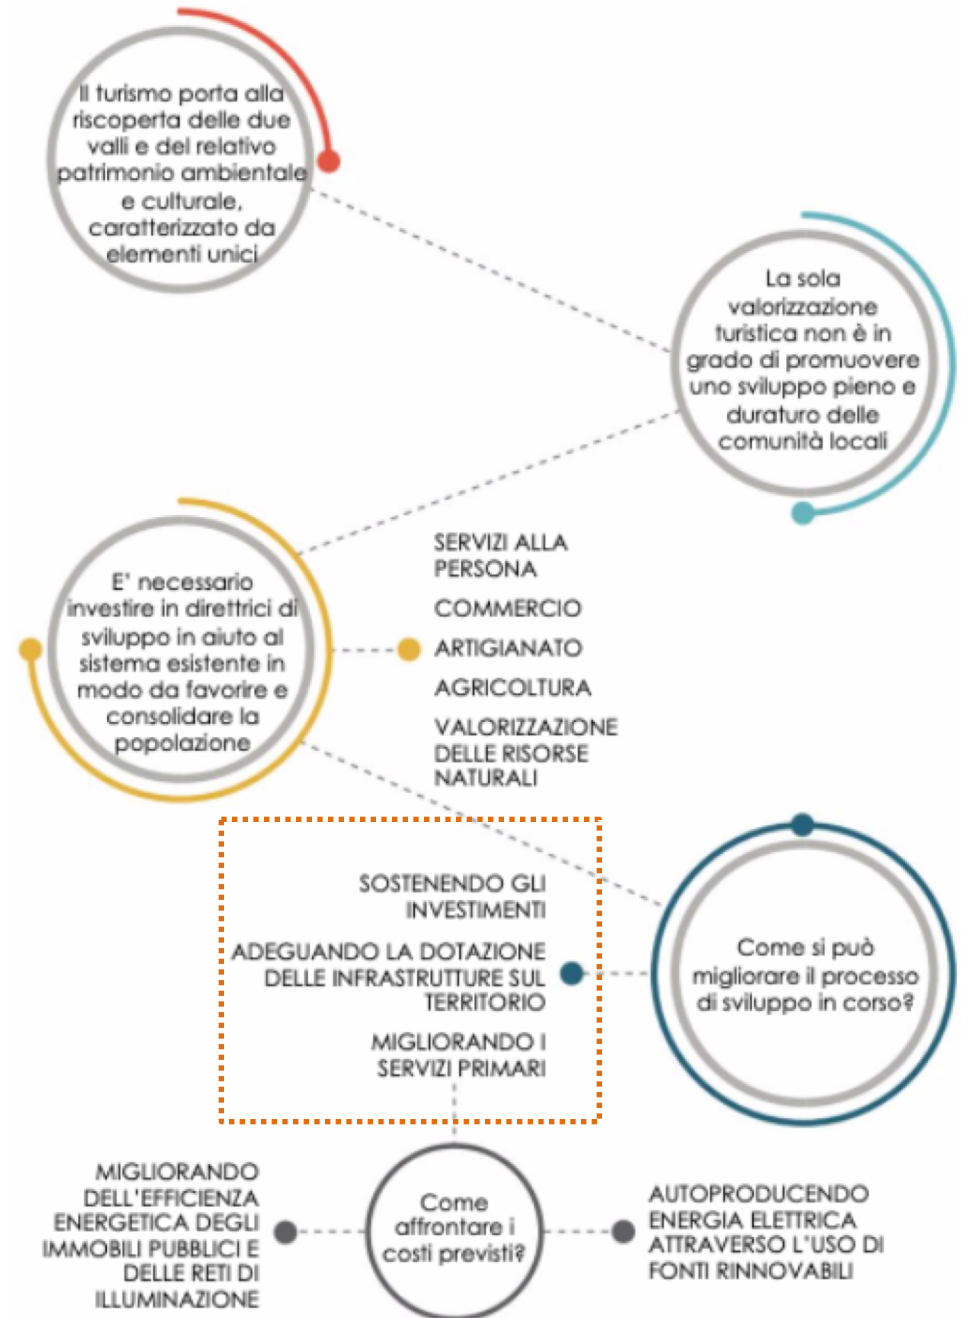 Il turismo porta alla
riscoperta delle due
valli e del relativo
patrimonio ambientale
e culturale,
caratterizzato da
elementi unici
La sola
valorizzazione
turistica non è in
grado di promuovere
uno sviluppo pieno e
duraturo delle
comunità locali
E' necessario
investire in direttrici di
sviluppo in aiuto al
sistema esistente in
modo da favorire e
consolidare la
popolazione
SERVIZI ALLA
PERSONA
COMMERCIO
ARTIGIANATO
AGRICOLTURA
VALORIZZAZIONE
DELLE RISORSE
NATURALI
SOSTENENDO GLI
INVESTIMENTI
ADEGUANDO LA DOTAZIONE
DELLE INFRASTRUTTURE SUL
TERRITORIO
MIGLIORANDO I
SERVIZI PRIMARI
Come si può
migliorare il processo
di sviluppo in corso?
MIGLIORANDO
DELL'EFFICIENZA
ENERGETICA DEGLI
IMMOBILI PUBBLICI E
DELLE RETI DI
ILLUMINAZIONE
Come
affrontare i
costi previsti?
AUTOPRODUCENDO
ENERGIA ELETTRICA
ATTRAVERSO L'USO DI
FONTI RINNOVABILI